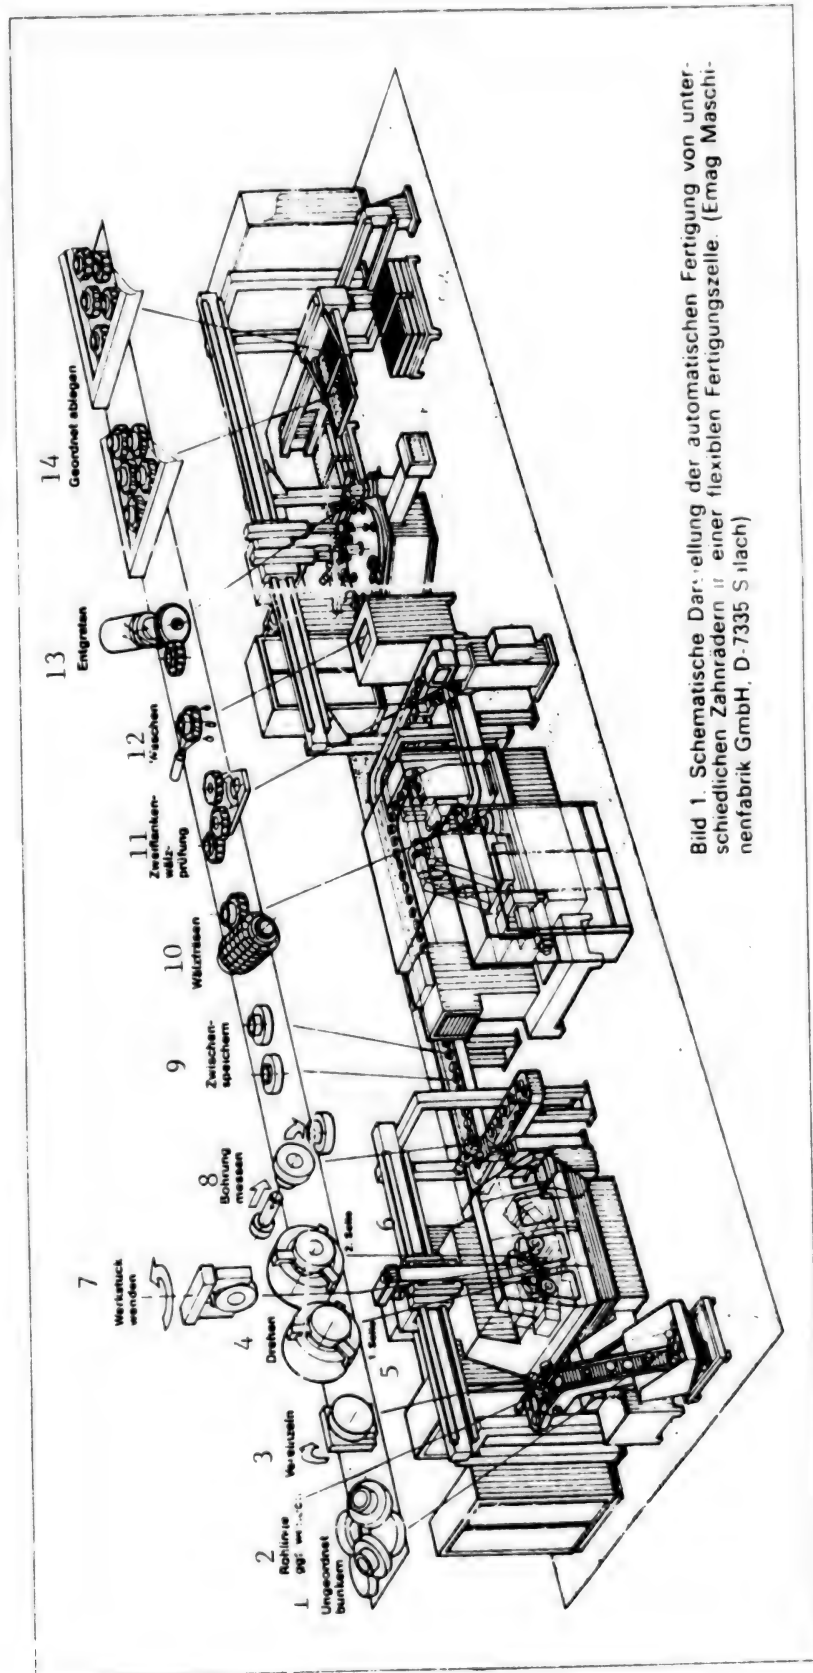 1
Ungeordnet
bunkern
2
Rohlinge
ggf.
3
Vereinzeln
4
Drehen
5
1. Seite
6
2. Seite
7
Werkstück
wenden
8
Bohrung
messen
9
Zwischen-
speichern
10
Wälzfräsen
11
Zweiflanken-
wälz-
prüfung
12
Waschen
13
Entgraten
14
Geordnet ablegen
Bild 1. Schematische Darstellung der automatischen Fertigung von unter-
schiedlichen Zahnrädern in einer flexiblen Fertigungszelle. (Emag Maschi-
nenfabrik GmbH, D-7335 Salach)